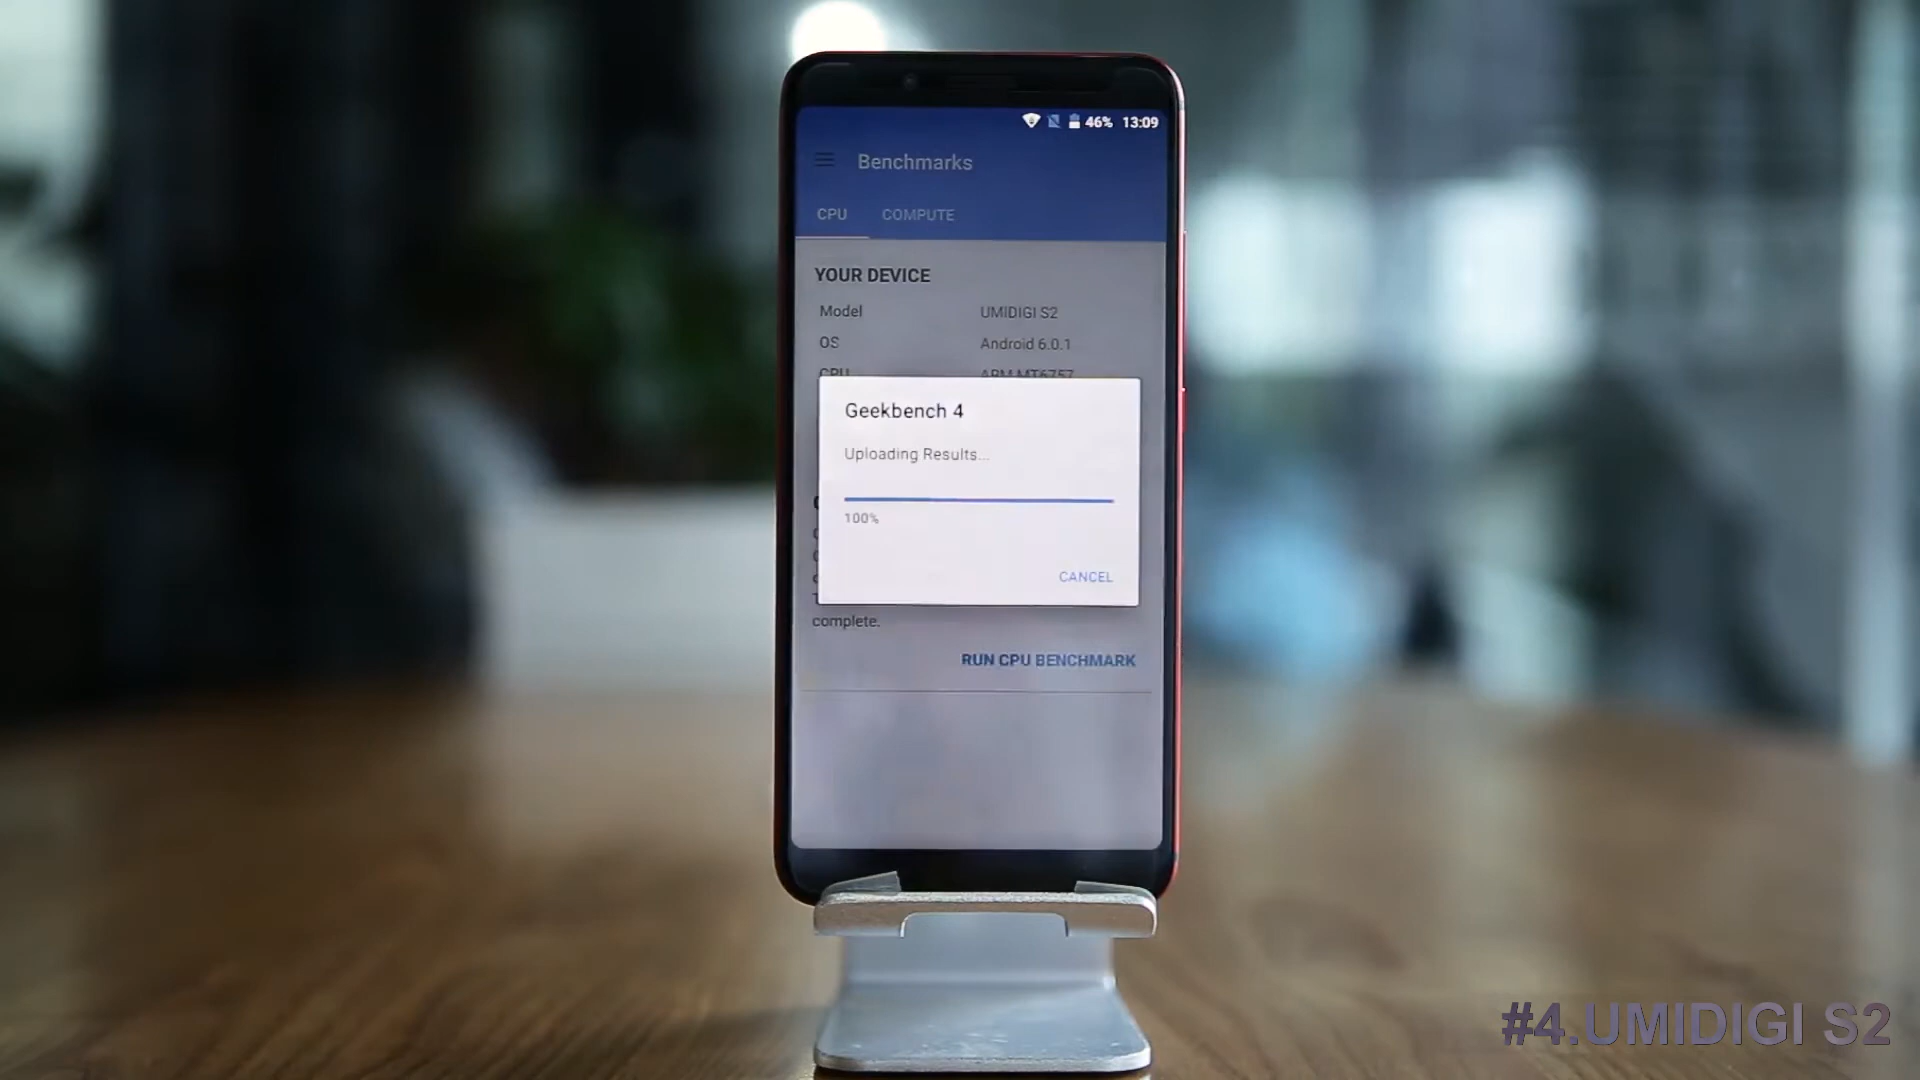 46% 13:09
Benchmarks
CPU COMPUTE
YOUR DEVICE
Model UMIDIGI S2
OS Android 6.0.1
CPU ARM MT6757
Geekbench 4
Uploading Results...
100%
CANCEL
complete.
RUN CPU BENCHMARK
#4.UMIDIGI S2